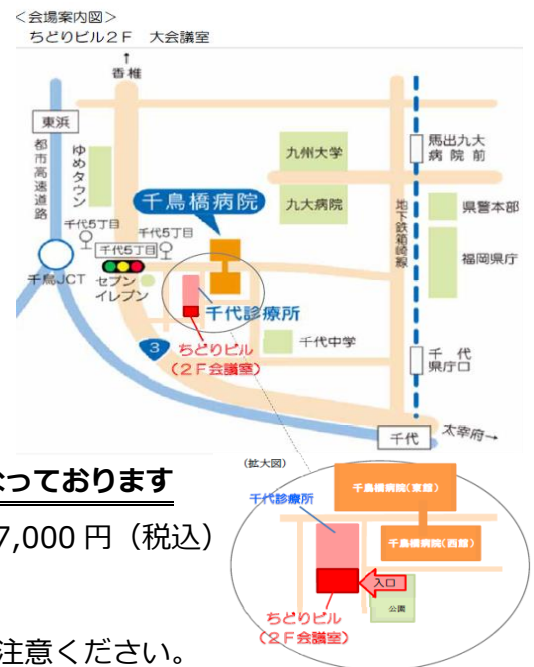 ＜会場案内図＞
ちどりビル２Ｆ　大会議室
↑
香椎
東浜
都市高速道路
ゆめタウン
九州大学
馬出九大
病院前
千鳥橋病院
九大病院
地下鉄箱崎線
県警本部
千代5丁目
千代5丁目
千代5丁目
福岡県庁
千鳥JCT
セブン
イレブン
千代診療所
3
ちどりビル
（２Ｆ会議室）
千代中学
千代
県庁口
千代
太宰府→
なっております
（拡大図）
千鳥橋病院(東館)
千代診療所
7,000 円（税込）
千鳥橋病院(西館)
入口
公園
ちどりビル
（２Ｆ会議室）
注意ください。